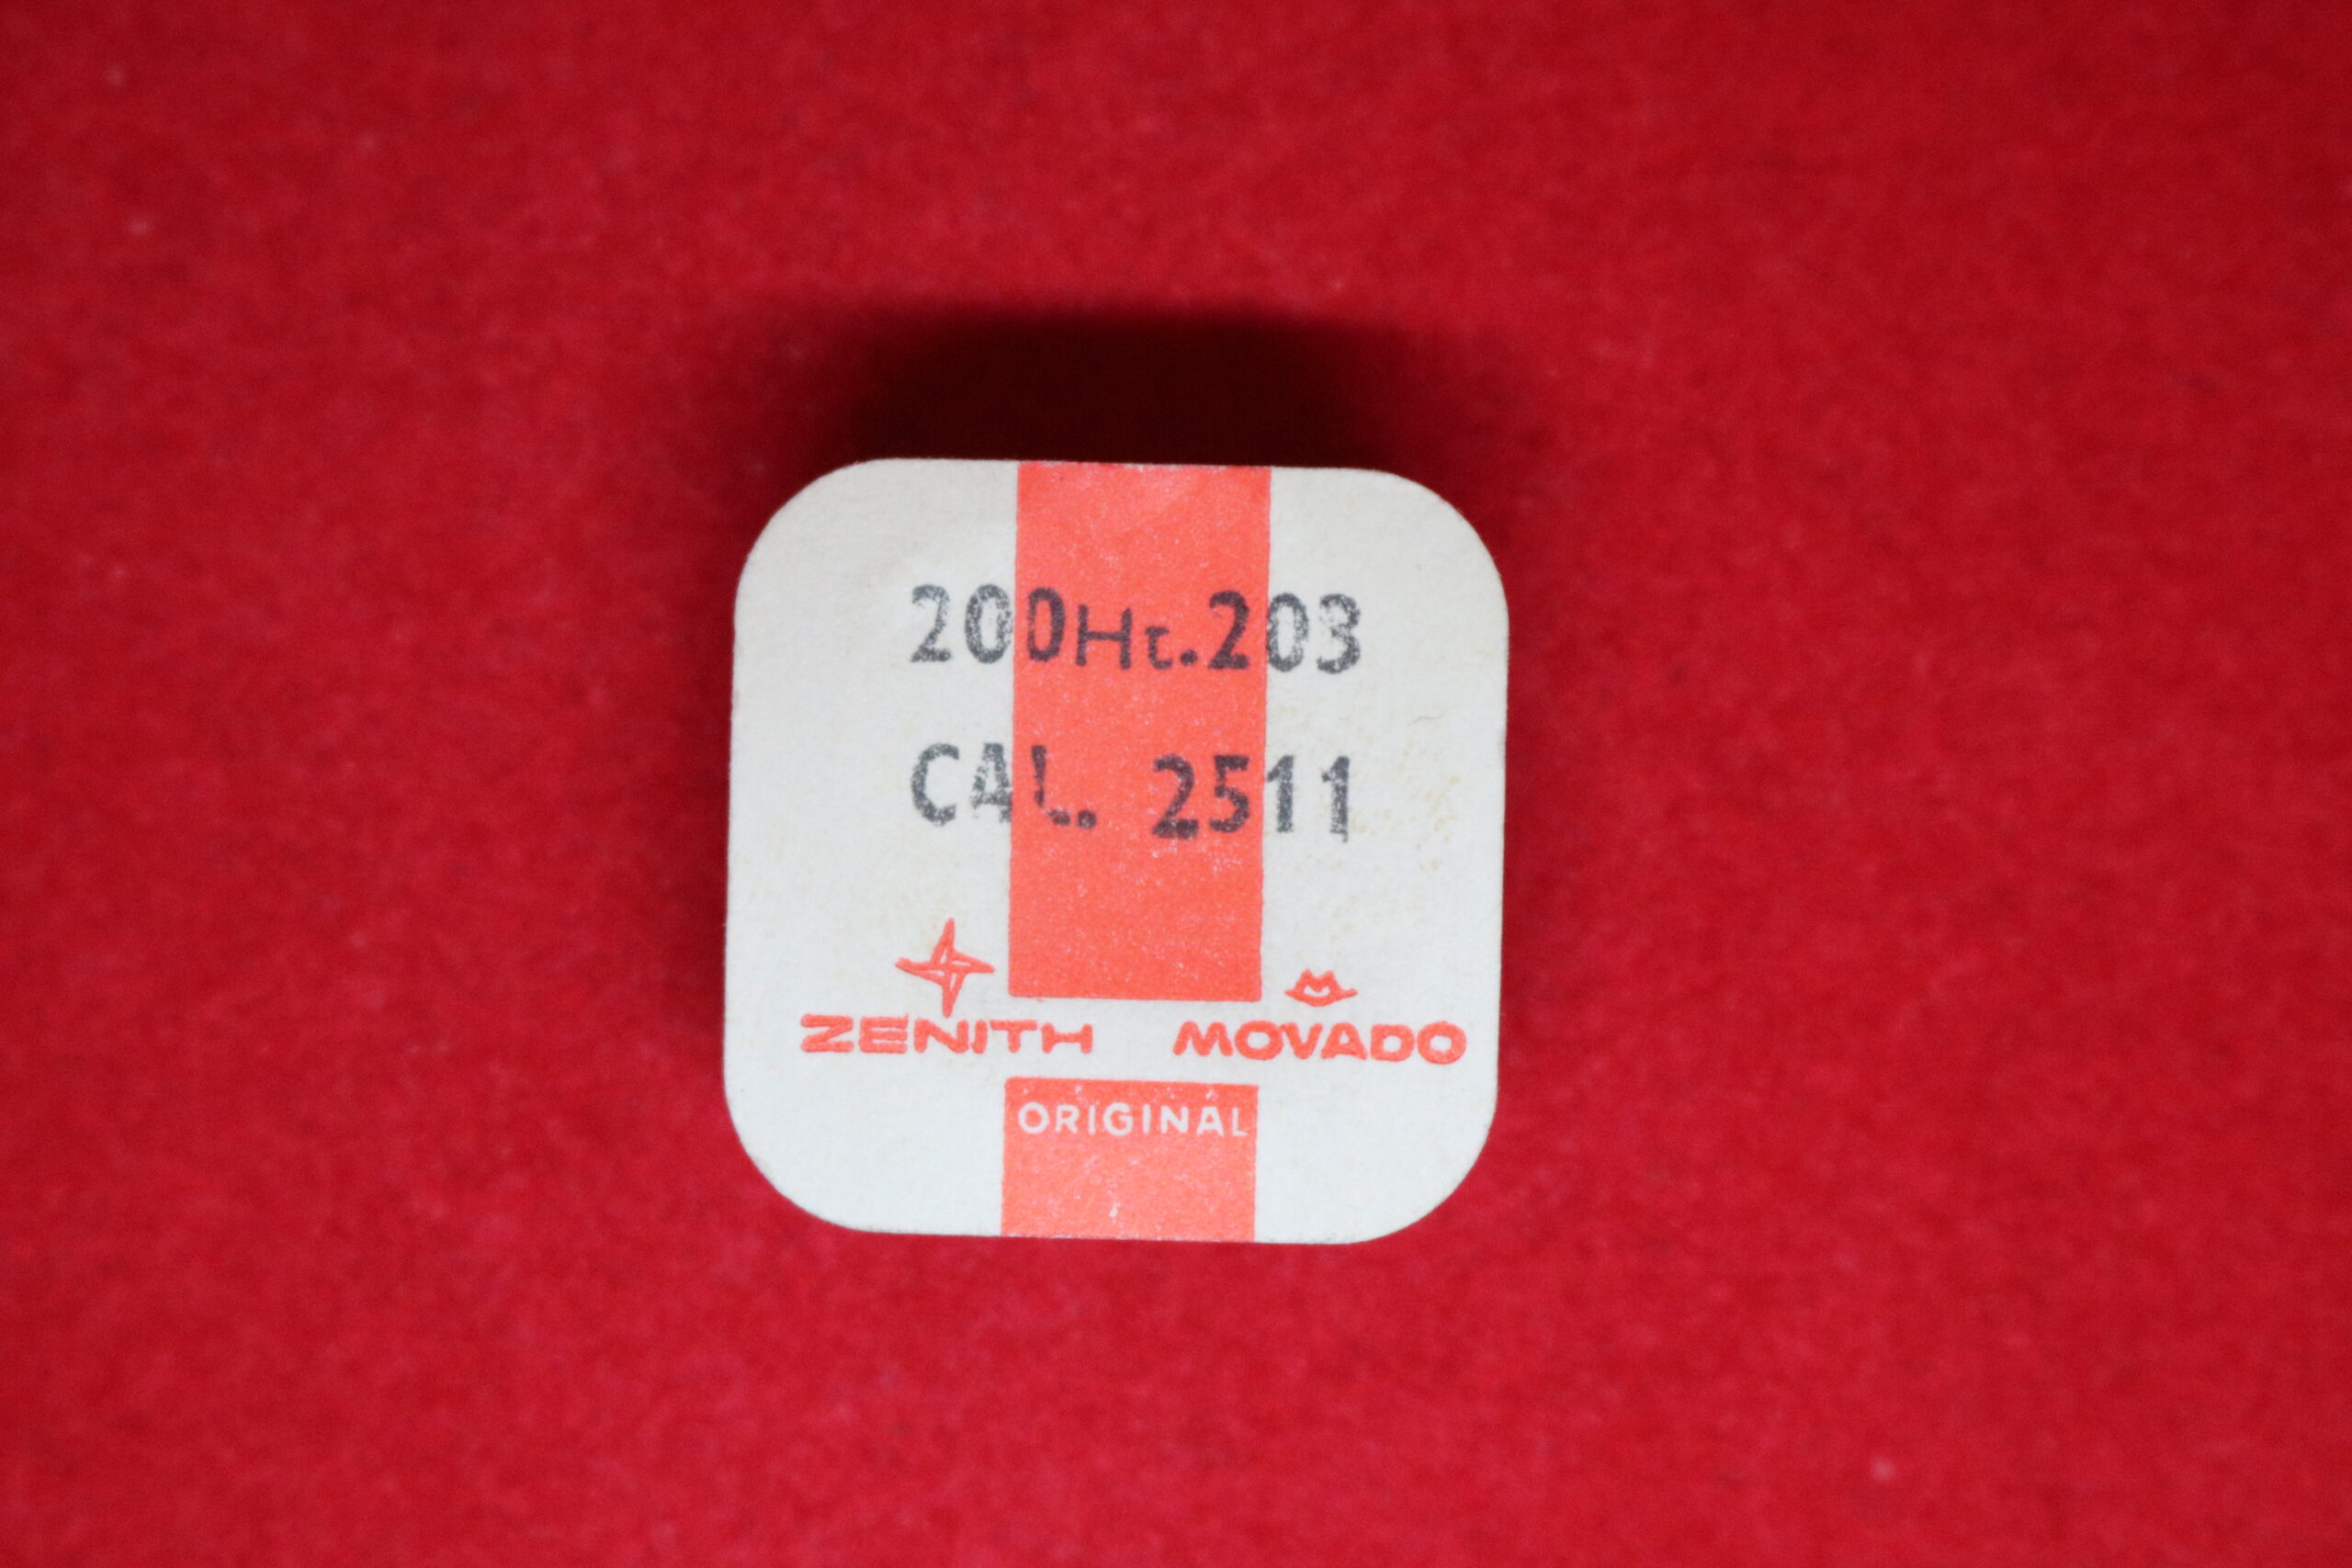 200Ht.203
CAL. 2511
ZENITH MOVADO
ORIGINAL